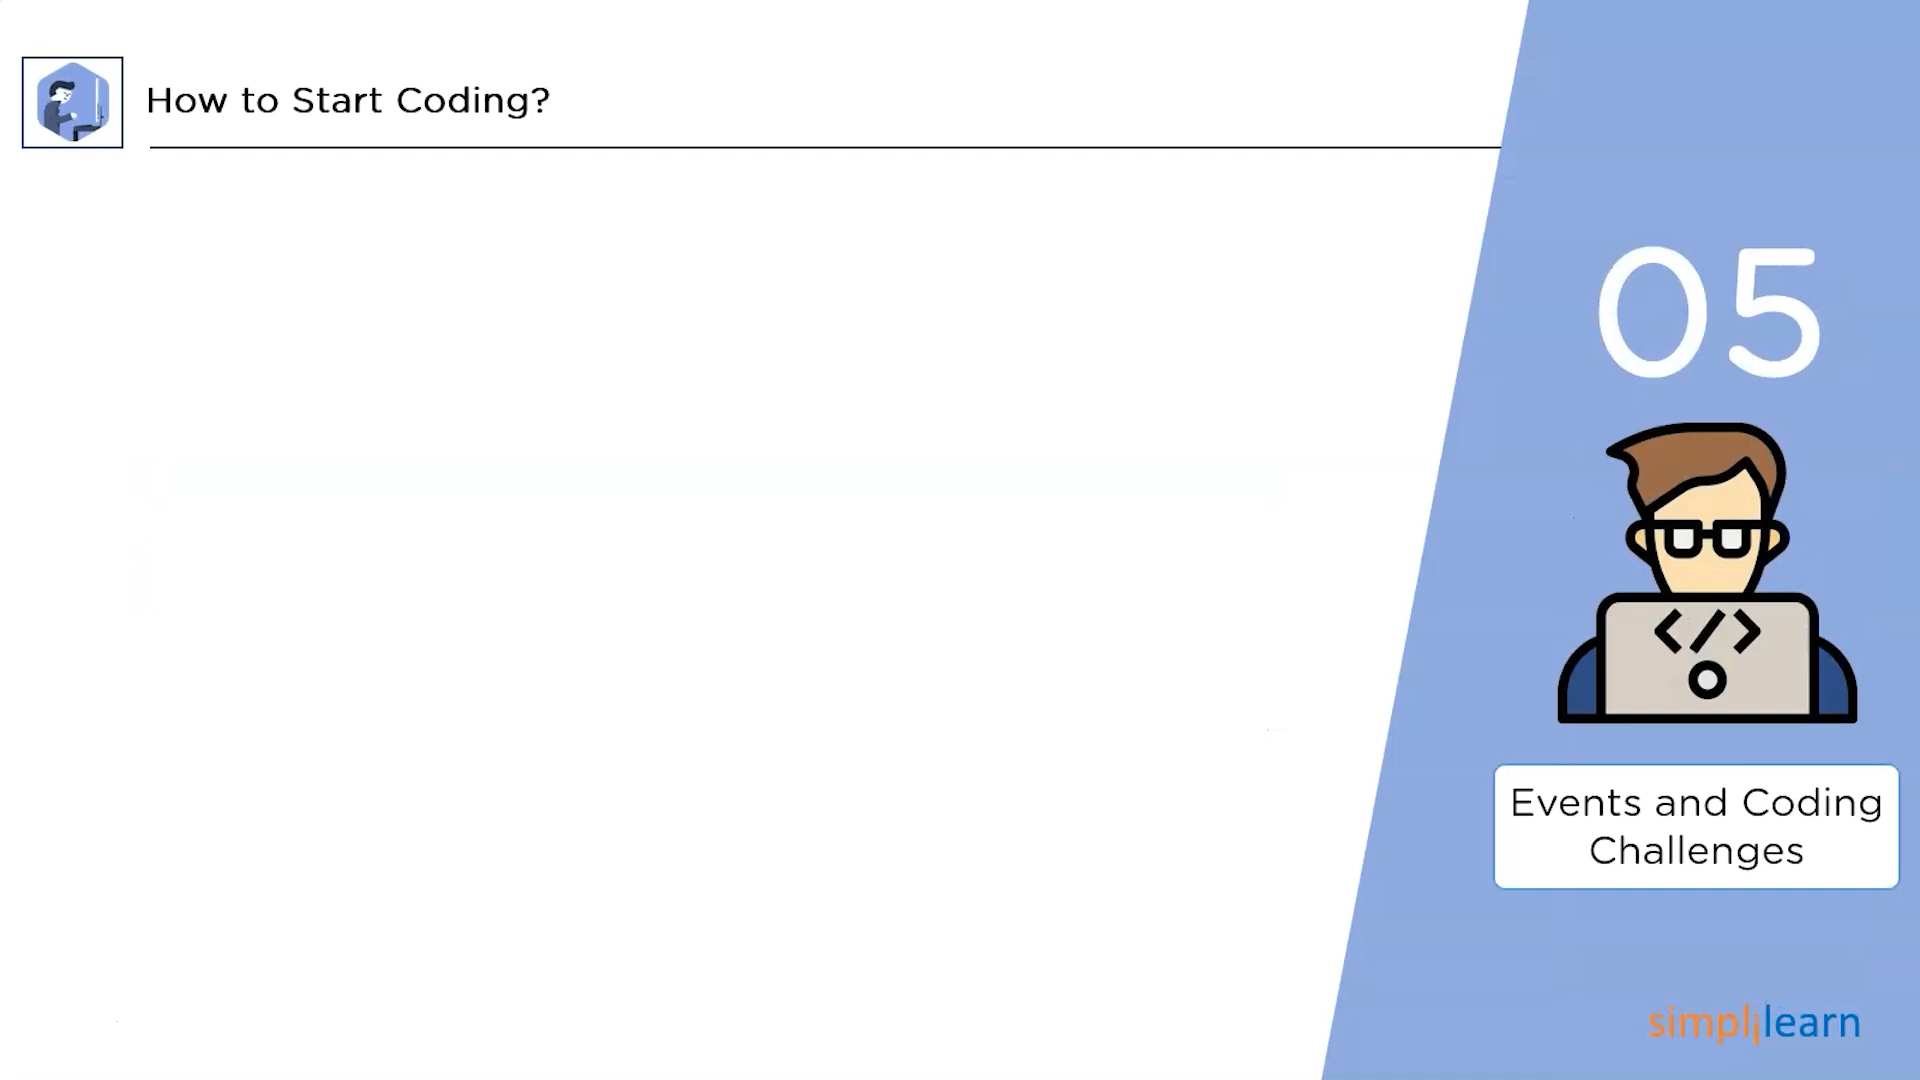 How to Start Coding?
05
</>
Events and Coding
Challenges
simplilearn